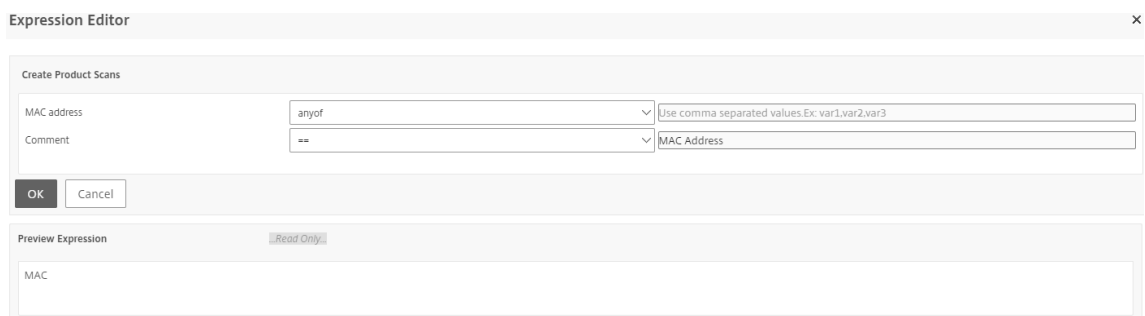 Expression Editor ×
Create Product Scans
MAC address anyof Use comma separated values.Ex: var1,var2,var3
Comment == MAC Address
OK Cancel
Preview Expression ...Read Only...
MAC